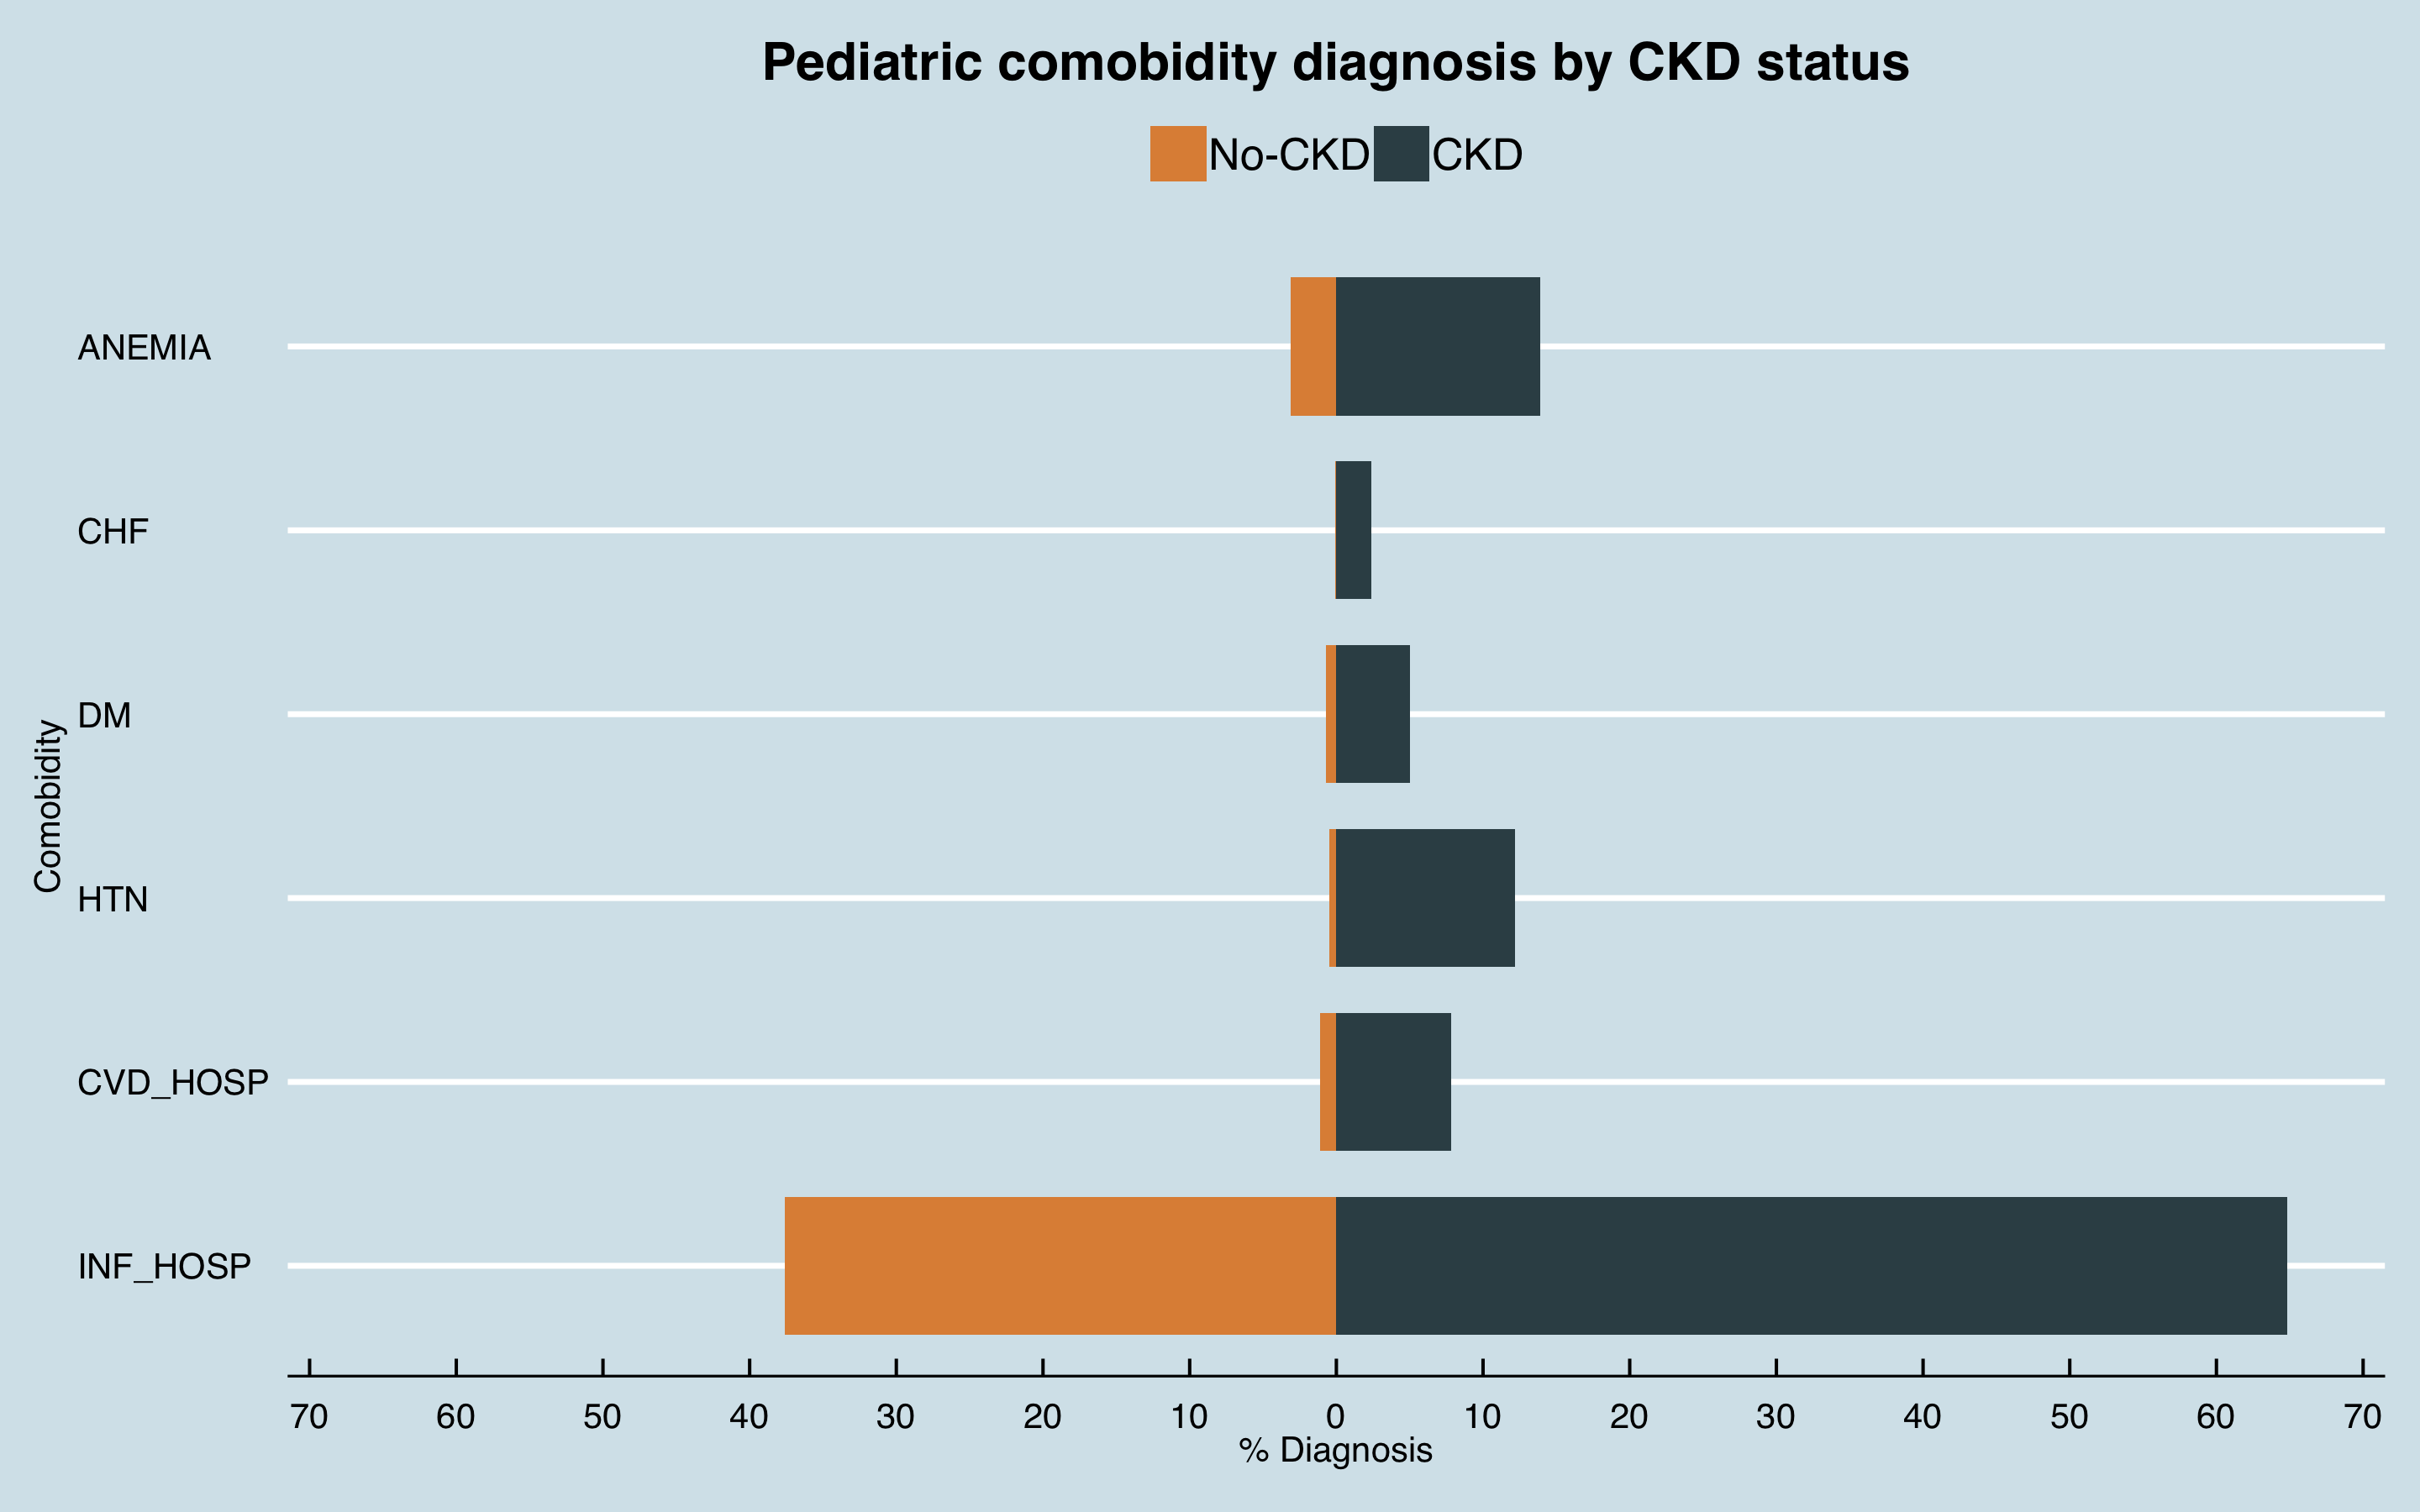 Pediatric comobidity diagnosis by CKD status
No-CKD CKD
ANEMIA
CHF
DM
HTN
CVD_HOSP
INF_HOSP
Comobidity
70 60 50 40 30 20 10 0 10 20 30 40 50 60 70
% Diagnosis